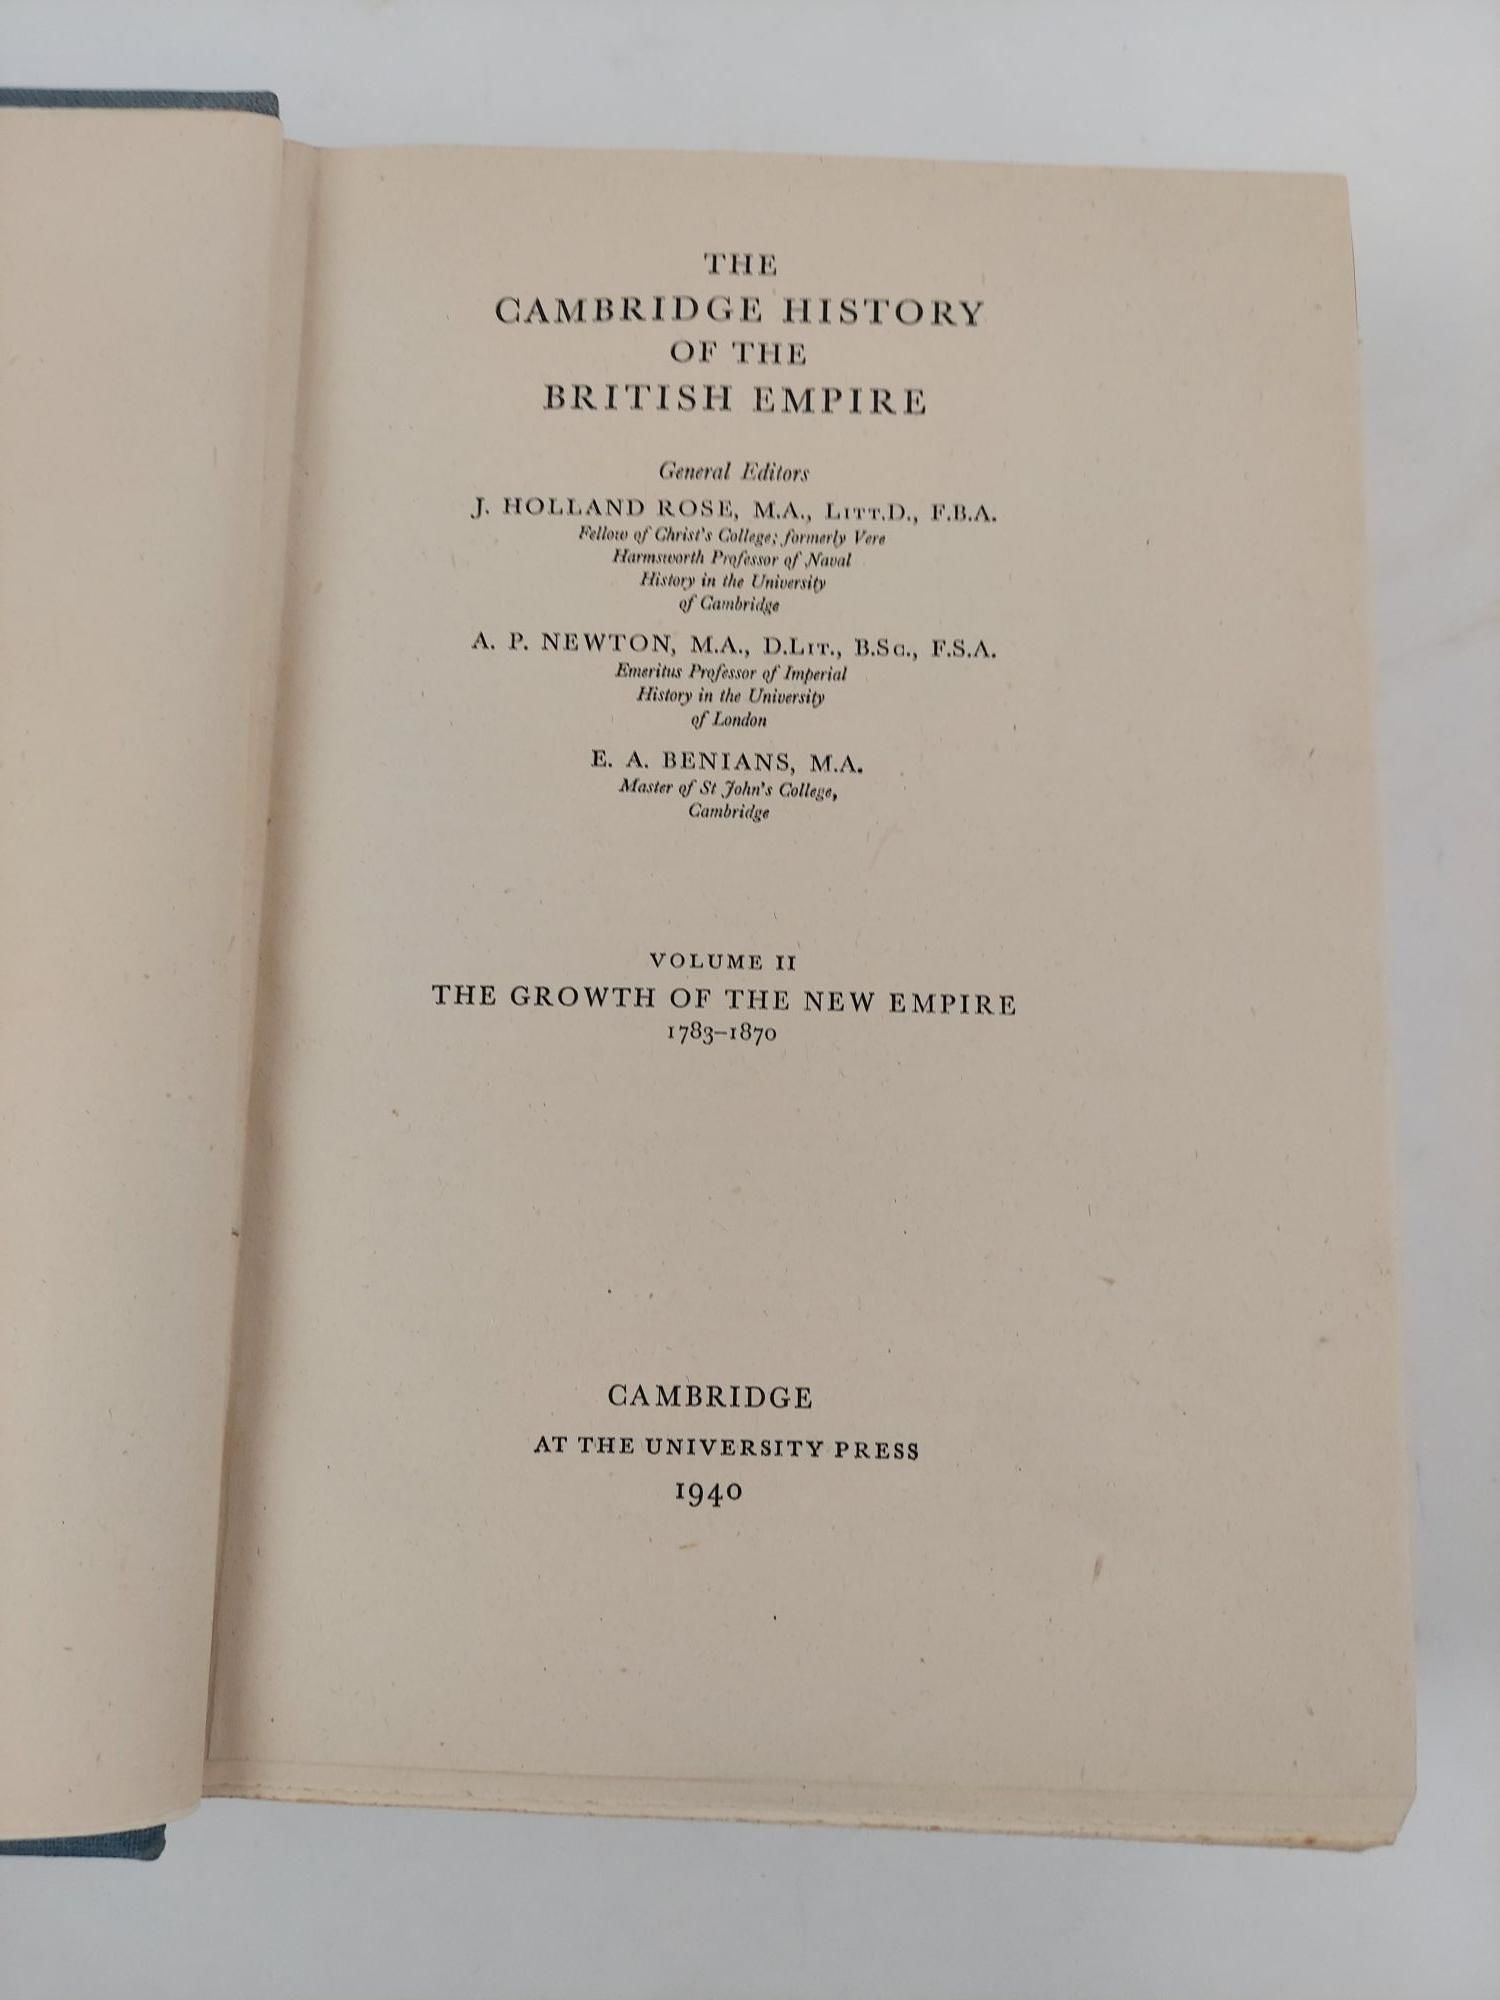 THE
CAMBRIDGE HISTORY
OF THE
BRITISH EMPIRE
General Editors
J. HOLLAND ROSE, M.A., LITT.D., F.B.A.
Fellow of Christ's College; formerly Vere
Harmsworth Professor of Naval
History in the University
of Cambridge
A. P. NEWTON, M.A., D.LIT., B.Sc., F.S.A.
Emeritus Professor of Imperial
History in the University
of London
E. A. BENIANS, M.A.
Master of St John's College,
Cambridge
VOLUME II
THE GROWTH OF THE NEW EMPIRE
1783–1870
CAMBRIDGE
AT THE UNIVERSITY PRESS
1940